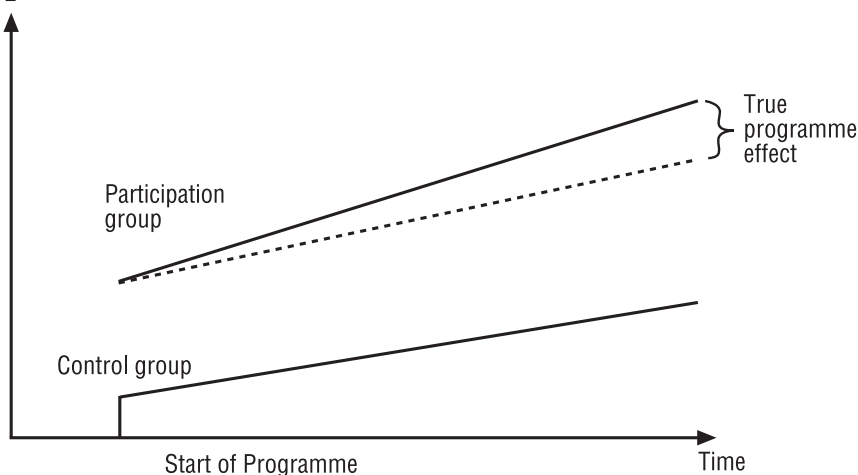 True
programme
effect
Participation
group
Control group
Start of Programme
Time